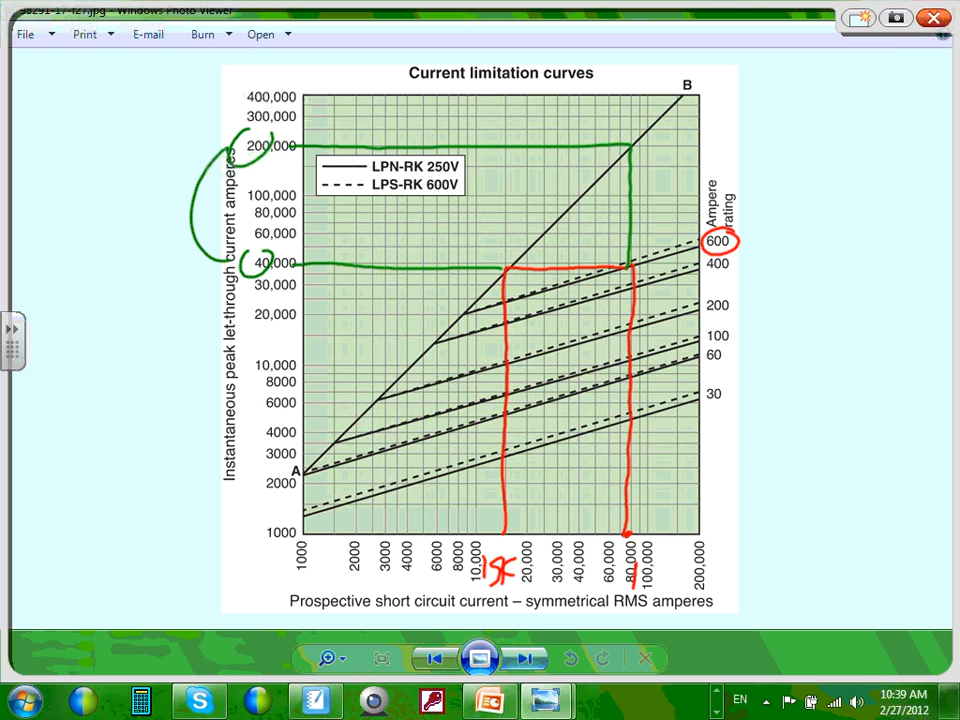 98291-17-f27.jpg - Windows Photo Viewer
File Print E-mail Burn Open
Current limitation curves
B
400,000
300,000
200,000
100,000
80,000
60,000
40,000
30,000
20,000
10,000
8000
6000
4000
3000
2000
1000
Instantaneous peak let-through current amperes
LPN-RK 250V
LPS-RK 600V
Ampere
rating
600
400
200
100
60
30
A
1000
2000
3000
4000
6000
8000
10,000
15K
20,000
30,000
40,000
60,000
80,000
100,000
200,000
Prospective short circuit current – symmetrical RMS amperes
EN
10:39 AM
2/27/2012